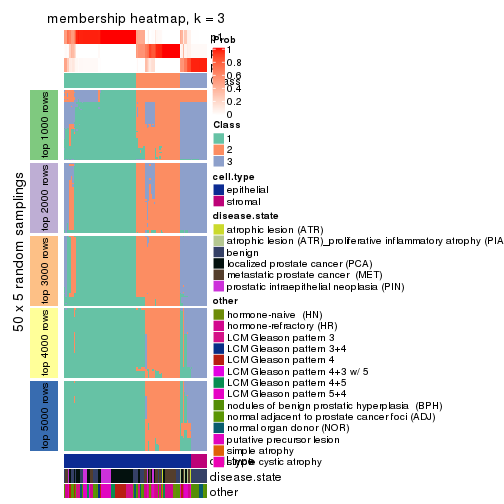 membership heatmap, k = 3
Prob
1
0.8
0.6
0.4
0.2
0
Class
1
2
3
cell.type
epithelial
stromal
disease.state
atrophic lesion (ATR)
atrophic lesion (ATR)_proliferative inflammatory atrophy (PIA
benign
localized prostate cancer (PCA)
metastatic prostate cancer (MET)
prostatic intraepithelial neoplasia (PIN)
other
hormone-naive (HN)
hormone-refractory (HR)
LCM Gleason pattern 3
LCM Gleason pattern 3+4
LCM Gleason pattern 4
LCM Gleason pattern 4+3 w/ 5
LCM Gleason pattern 4+5
LCM Gleason pattern 5+4
nodules of benign prostatic hyperplasia (BPH)
normal adjacent to prostate cancer foci (ADJ)
normal organ donor (NOR)
putative precursor lesion
simple atrophy
simple cystic atrophy
disease.state
other
50 x 5 random samplings
top 1000 rows
top 2000 rows
top 3000 rows
top 4000 rows
top 5000 rows